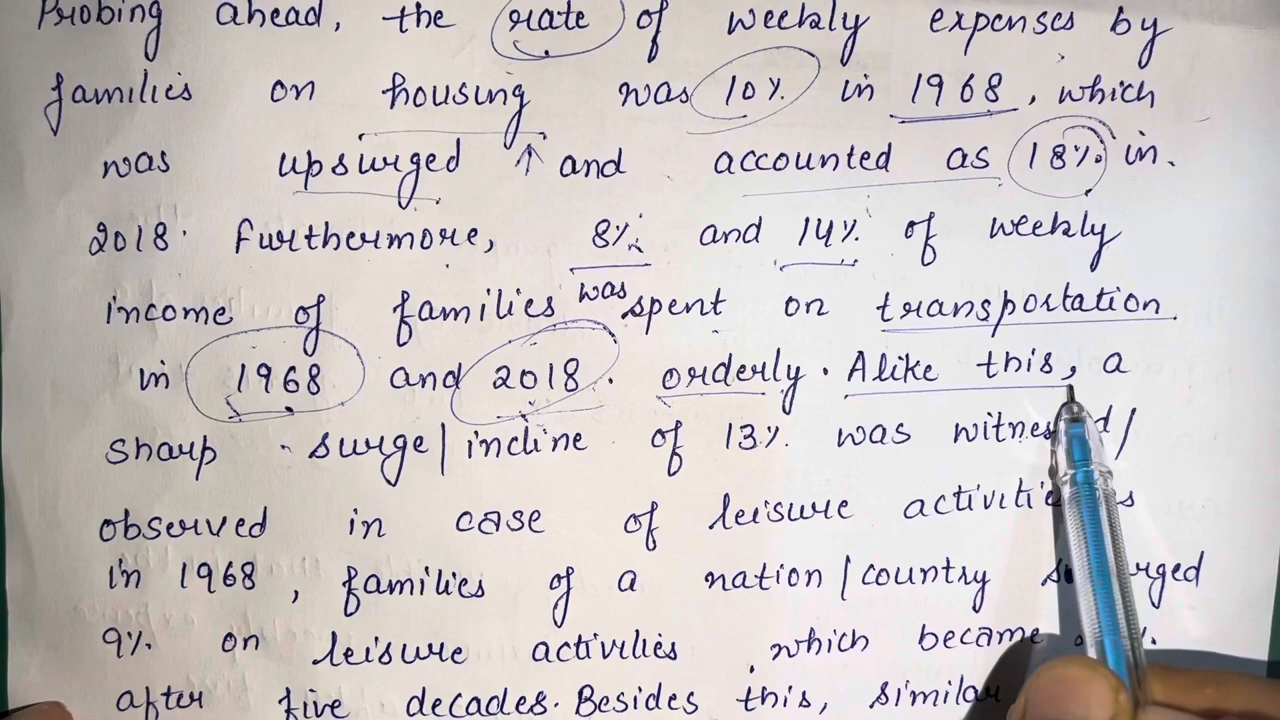 Probing ahead, the rate of weekly expenses by
families on housing was 10% in 1968, which
was upsurged ↑ and accounted as 18% in.
2018. Furthermore, 8% and 14% of weekly
income of families was spent on transportation
in 1968 and 2018. orderly. Alike this, a
sharp surge/incline of 13% was
observed in case of leisure
in 1968, families of a nation/country
9% on leisure activities which became
after five decades. Besides this, similar